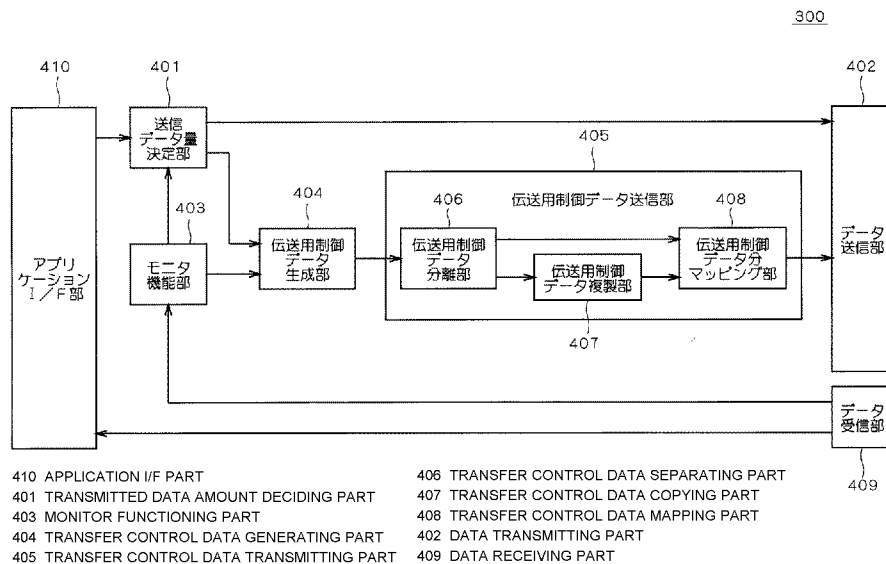 300
410
401
402
送信
データ量
決定部
405
403
404
406
伝送用制御データ送信部
408
アプリ
ケーション
I/F部
モニタ
機能部
伝送用制御
データ
生成部
伝送用制御
データ
分離部
伝送用制御
データ複製部
伝送用制御
データ分
マッピング部
データ
送信部
407
データ
受信部
409
410 APPLICATION I/F PART
401 TRANSMITTED DATA AMOUNT DECIDING PART
403 MONITOR FUNCTIONING PART
404 TRANSFER CONTROL DATA GENERATING PART
405 TRANSFER CONTROL DATA TRANSMITTING PART
406 TRANSFER CONTROL DATA SEPARATING PART
407 TRANSFER CONTROL DATA COPYING PART
408 TRANSFER CONTROL DATA MAPPING PART
402 DATA TRANSMITTING PART
409 DATA RECEIVING PART